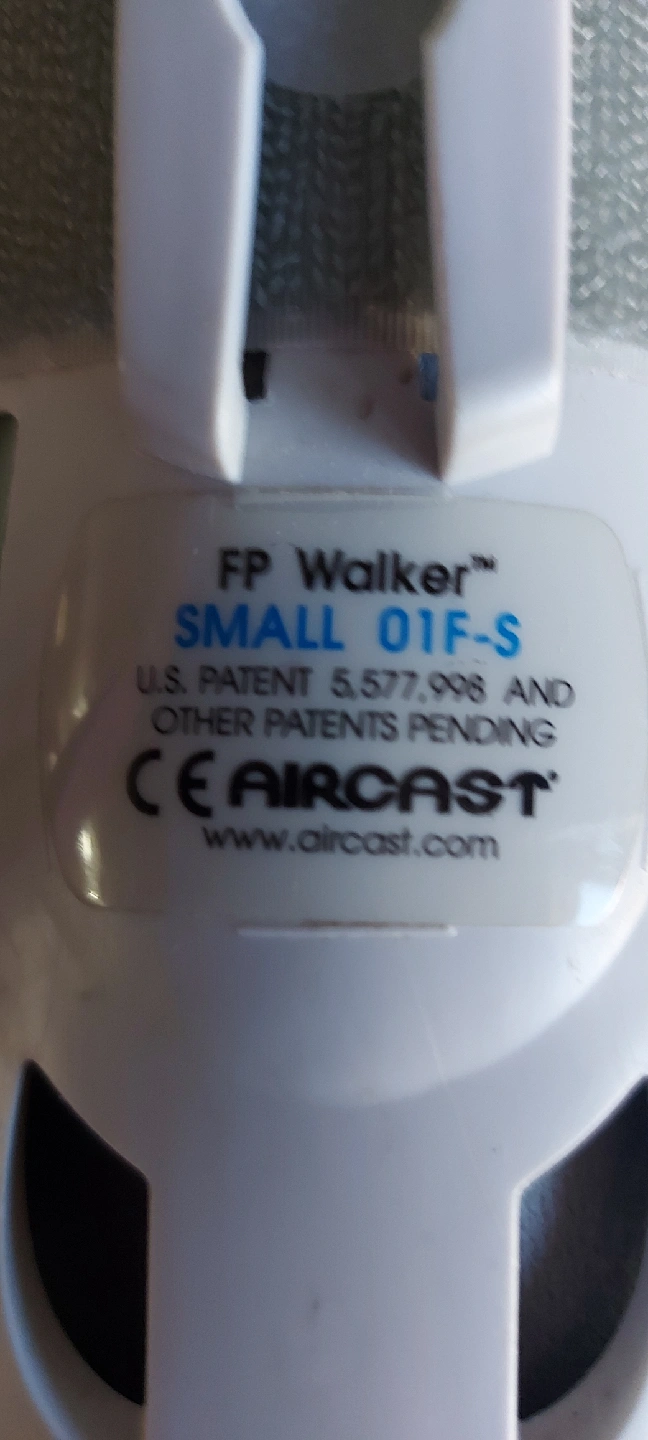 FP Walker™
SMALL 01F-S
U.S. PATENT 5,577,998 AND
OTHER PATENTS PENDING
CE AIRCAST
www.aircast.com